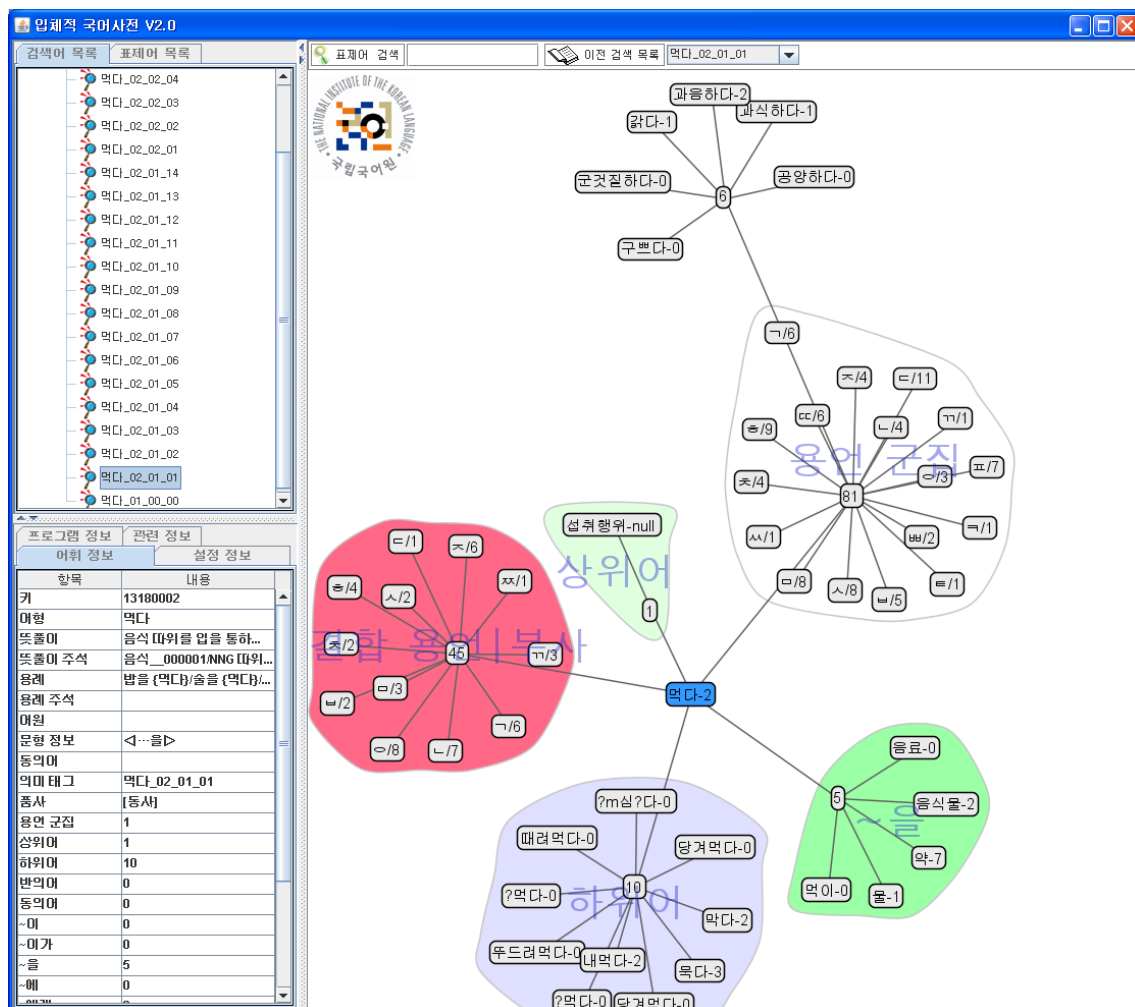 입체적 국어사전 V2.0
검색어 목록 표제어 목록
표제어 검색 이전 검색 목록 먹다_02_01_01
먹다_02_02_04
먹다_02_02_03
먹다_02_02_02
먹다_02_02_01
먹다_02_01_14
먹다_02_01_13
먹다_02_01_12
먹다_02_01_11
먹다_02_01_10
먹다_02_01_09
먹다_02_01_08
먹다_02_01_07
먹다_02_01_06
먹다_02_01_05
먹다_02_01_04
먹다_02_01_03
먹다_02_01_02
먹다_02_01_01
먹다_01_00_00
프로그램 정보 관련 정보
어휘 정보 설정 정보
항목 내용
키 13180002
어형 먹다
뜻풀이 음식 따위를 입을 통하...
뜻풀이 주석 음식__000001/NNG 따위...
용례 밥을 {먹다}/술을 {먹다}/...
용례 주석
어원
문형 정보 <1…을>
동의어
의미 태그 먹다_02_01_01
품사 [동사]
용언 군집 1
상위어 1
하위어 10
반의어 0
동의어 0
~이 0
~이가 0
~을 5
~에 0
THE NATIONAL INSTITUTE OF THE KOREAN LANGUAGE
국립국어원
과음하다-2
과식하다-1
갉다-1
군것질하다-0
공양하다-0
6
구쁘다-0
ㄱ/6
ㅈ/4
ㄷ/11
ㄸ/6
ㄴ/4
ㄲ/1
ㅎ/9
용언 군집
ㅇ/3
ㅍ/7
ㅊ/4
81
ㅆ/1
ㅃ/2
ㅋ/1
ㅁ/8
ㅅ/8
ㅂ/5
ㅌ/1
섭취행위-null
상위어
1
ㄷ/1
ㅈ/6
ㅎ/4
ㅅ/2
ㅉ/1
ㅊ/2
결합 용언|복사
45
ㄲ/3
ㅂ/2
ㅁ/3
ㄱ/6
ㅇ/8
ㄴ/7
먹다-2
음료-0
5
음식물-2
~을
약-7
먹이-0
물-1
?m심?다-0
때려먹다-0
당겨먹다-0
?먹다-0
10
하위어
막다-2
뚜드려먹다-0
내먹다-2
묵다-3
?먹다-0
당겨먹다-0